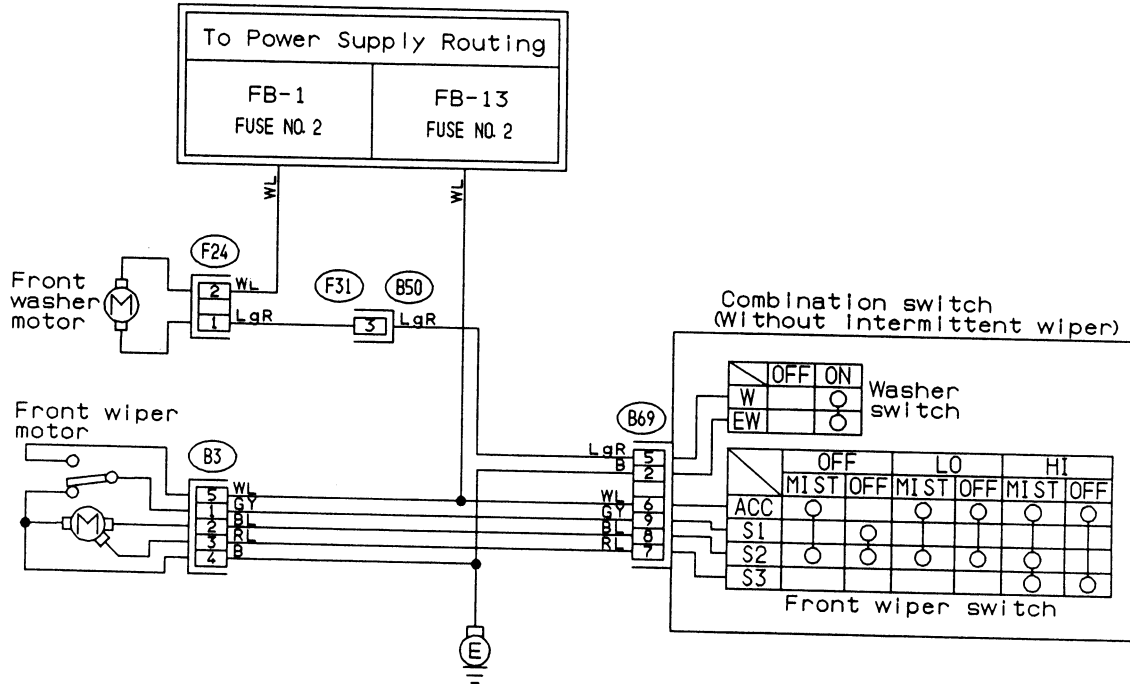 To Power Supply Routing
FB-1
FUSE NO. 2
FB-13
FUSE NO. 2
WL
WL
F24
Front
washer
motor
M
2
WL
1
LgR
F31
B50
3
LgR
Combination switch
(Without intermittent wiper)
OFF ON
W
EW
Washer
switch
Front wiper
motor
M
B3
5 WL
1 GY
2 BL
3 RL
4 B
B69
LgR 5
B 2
WL 6
GY 9
BL 8
RL 7
OFF LO HI
MIST OFF MIST OFF MIST OFF
ACC
S1
S2
S3
Front wiper switch
E